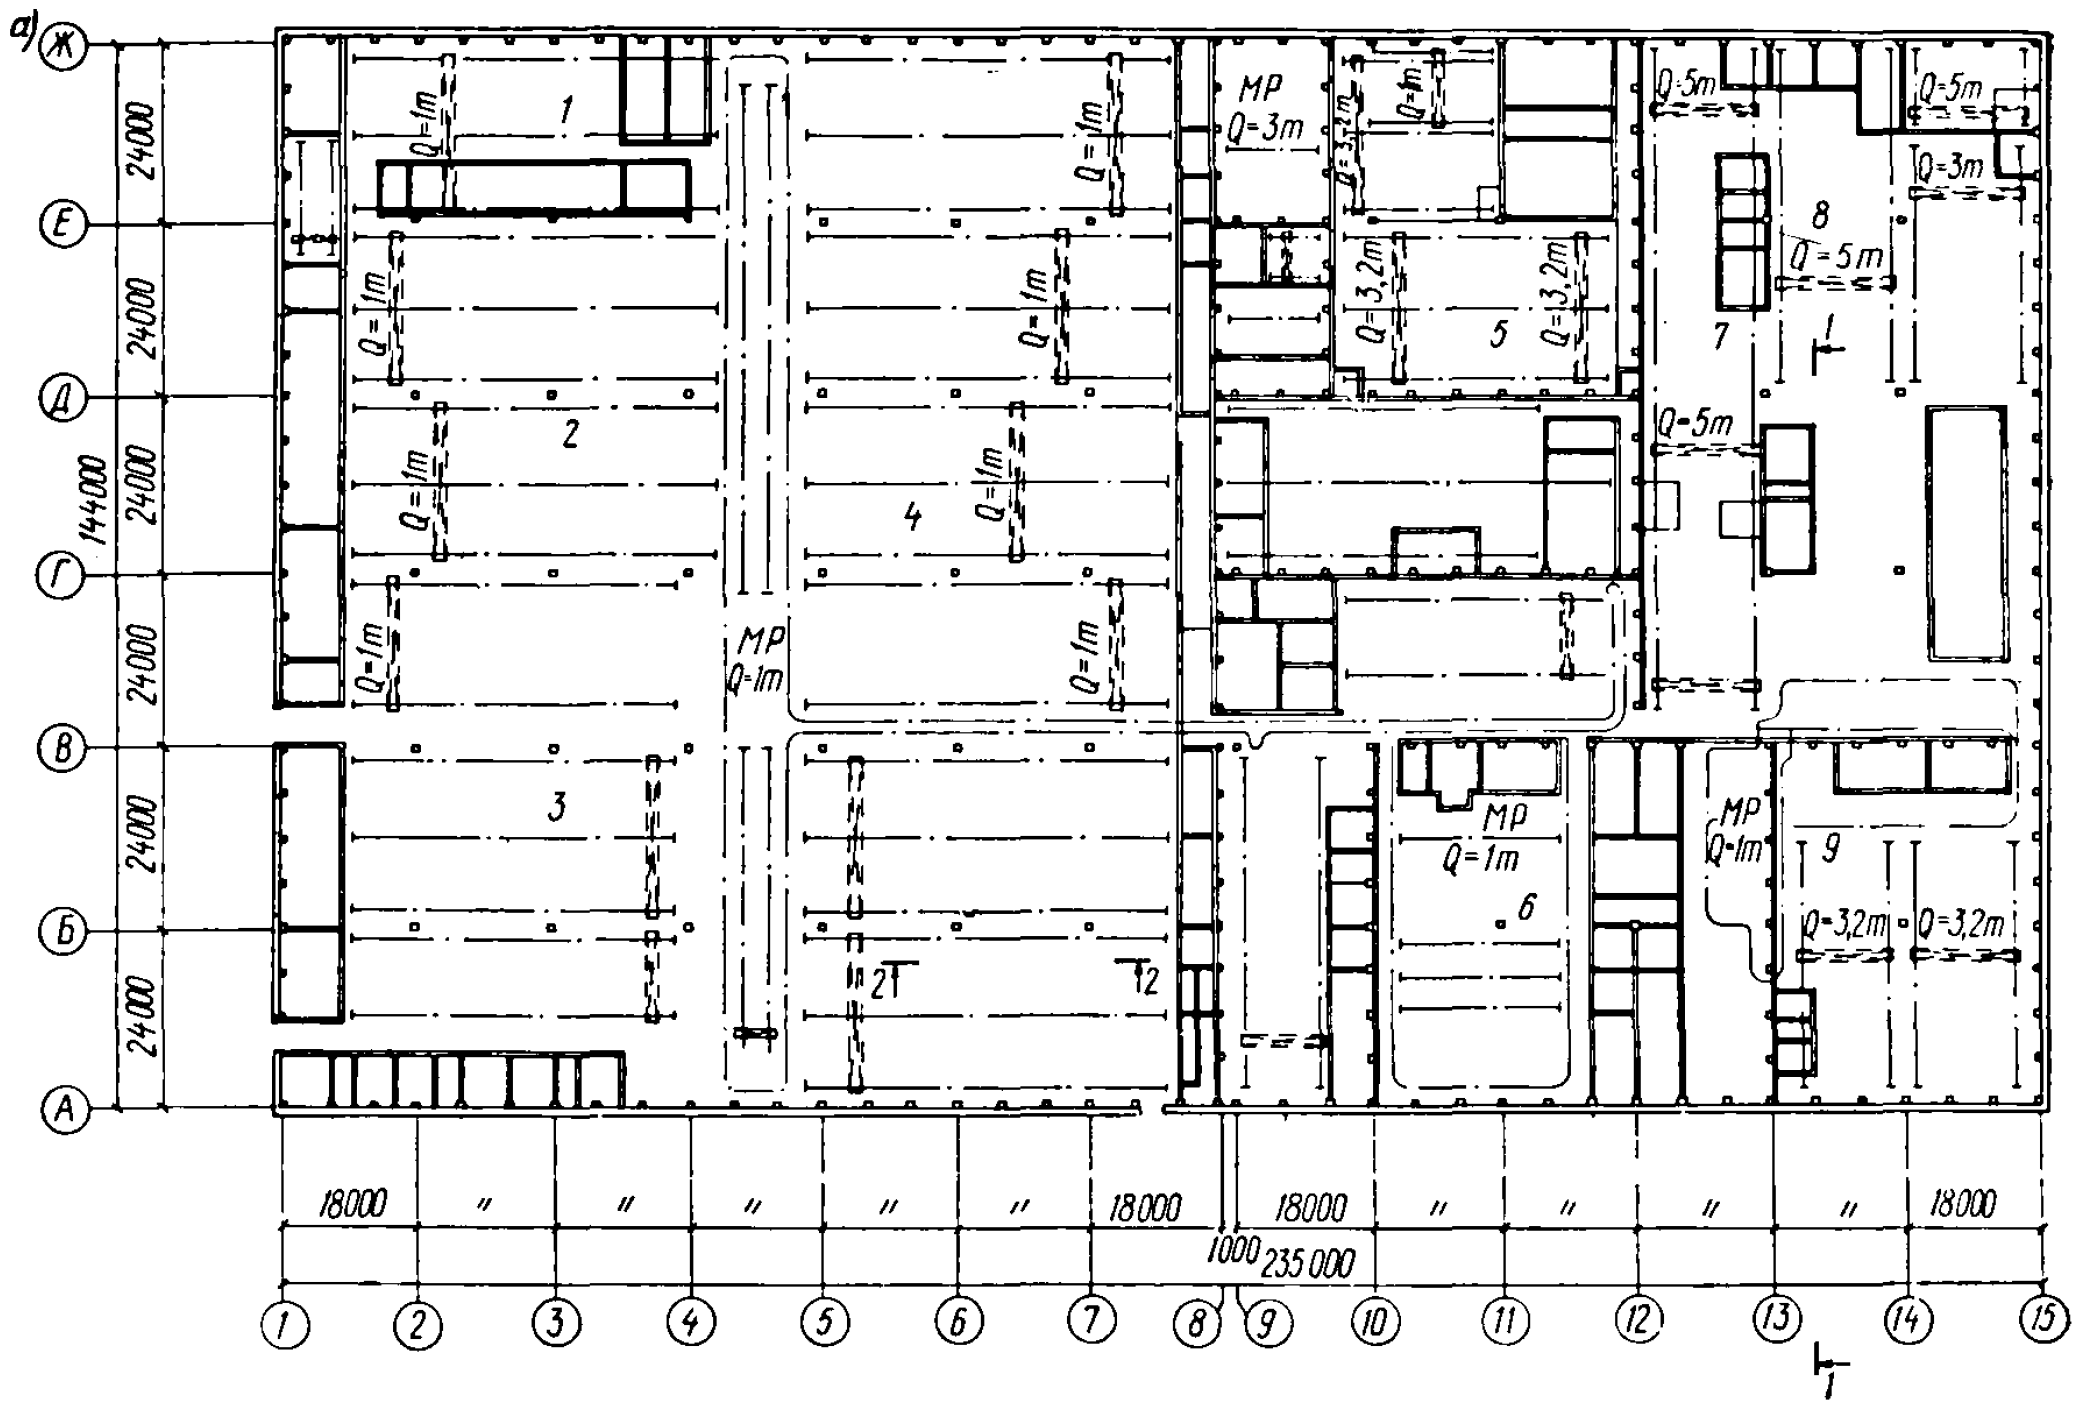 а)
Ж
Е
Д
Г
В
Б
А
24000
24000
24000
24000
24000
24000
144000
Q=1т
1
Q=1т
МР
Q=3т
Q=3,2т
Q=1т
Q=5т
Q=5т
Q=3т
8
Q=5т
Q=1т
Q=1т
Q=3,2т
Q=3,2т
5
7
1
2
Q=1т
Q=1т
4
Q=5т
Q=1т
МР
Q=1т
Q=1т
3
МР
Q=1т
6
МР
Q=1т
9
Q=3,2т
Q=3,2т
2
2
18000
"
"
"
"
"
18000
18000
"
"
"
"
18000
1000
235000
1
2
3
4
5
6
7
8
9
10
11
12
13
14
15
1